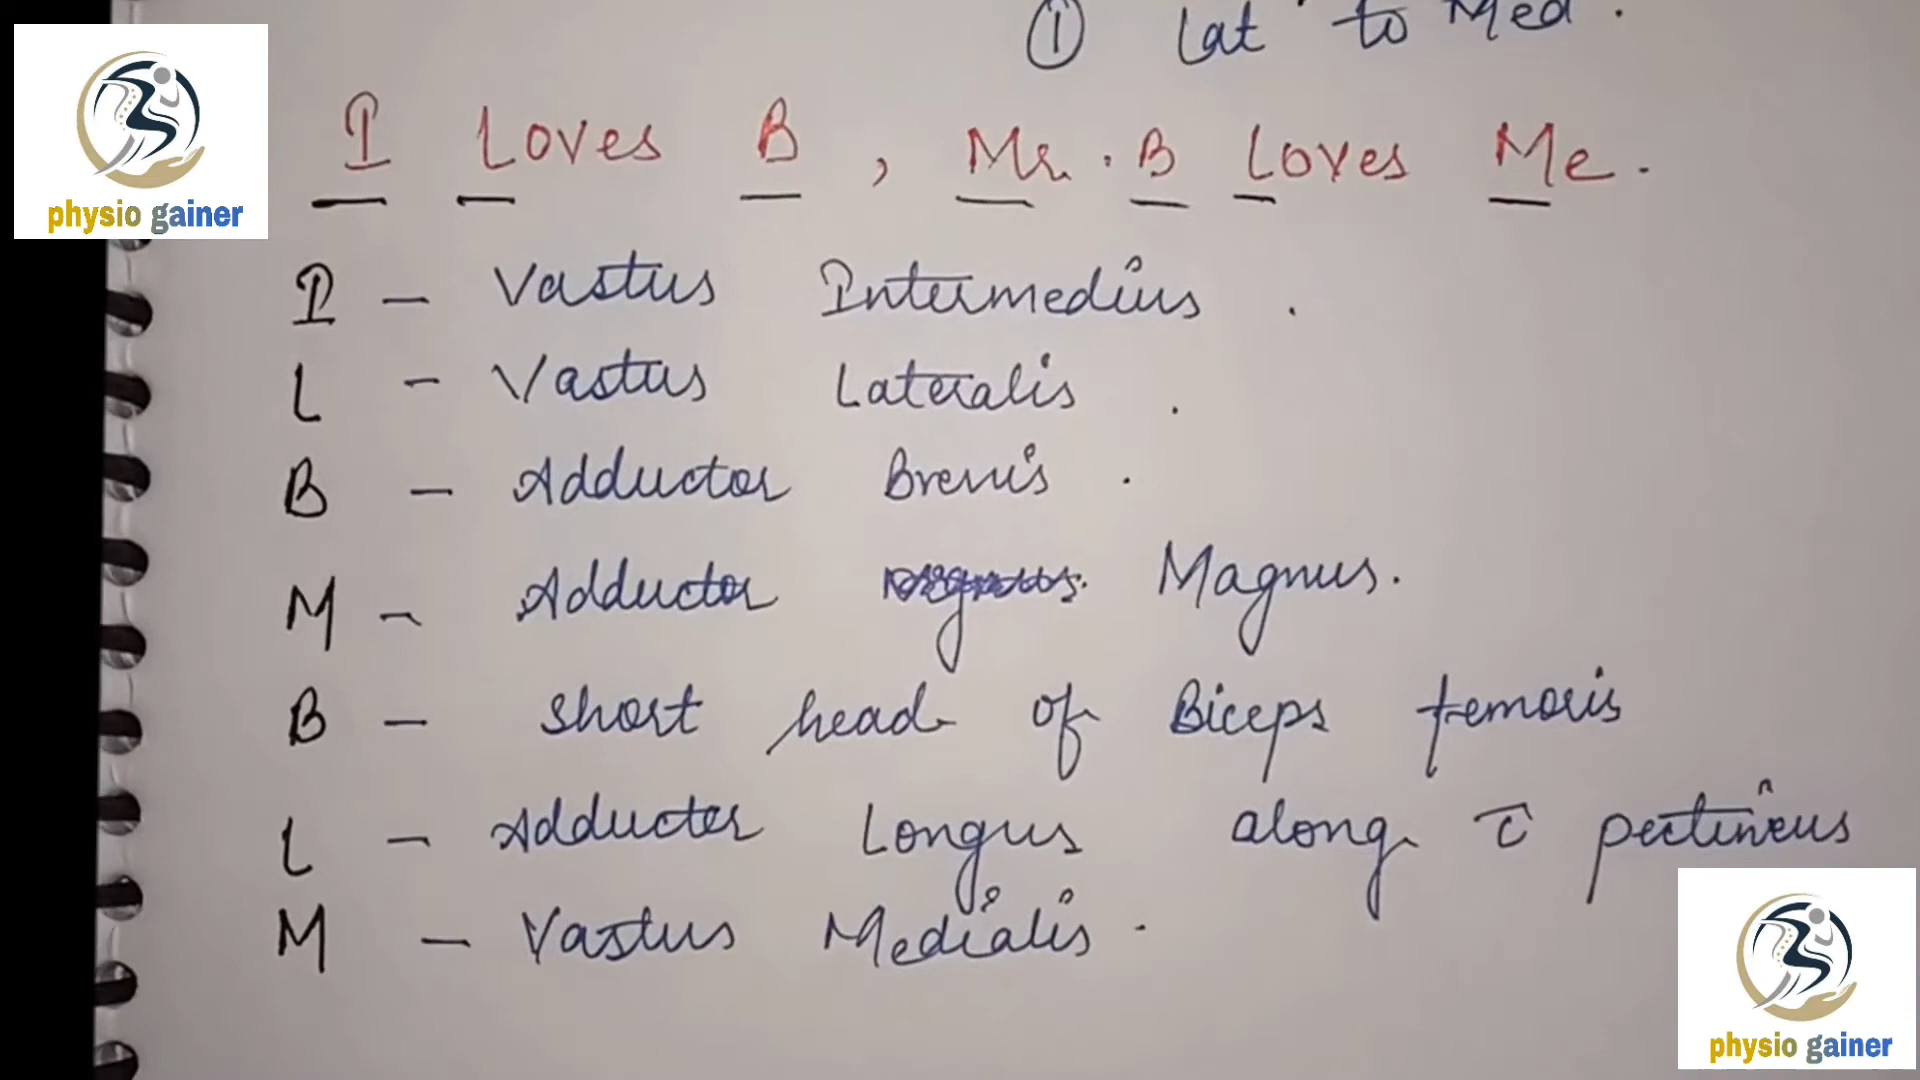 ① Lat to Med.
physio gainer
I Loves B, Mr. B Loves Me.
I - Vastus Intermedius.
L - Vastus Lateralis.
B - Adductor Brevis.
M - Adductor Magnus.
B - Short head of Biceps femoris
L - Adductor Longus along c̄ pectineus
M - Vastus Medialis.
physio gainer